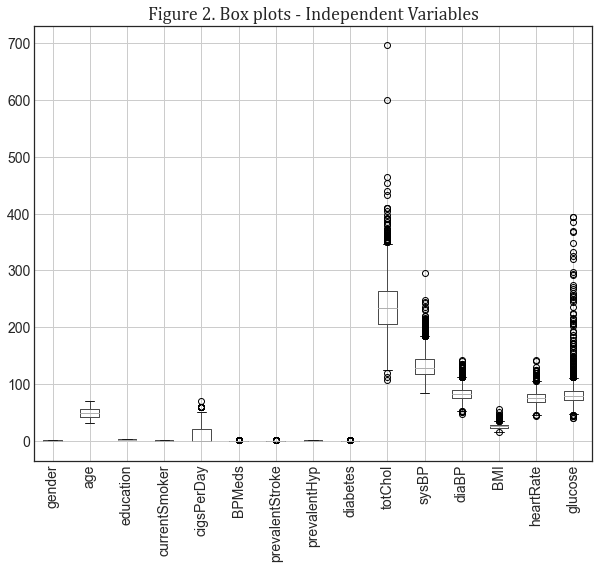 Figure 2. Box plots - Independent Variables
700
600
500
400
300
200
100
0
gender
age
education
currentSmoker
cigsPerDay
BPMeds
prevalentStroke
prevalentHyp
diabetes
totChol
sysBP
diaBP
BMI
heartRate
glucose